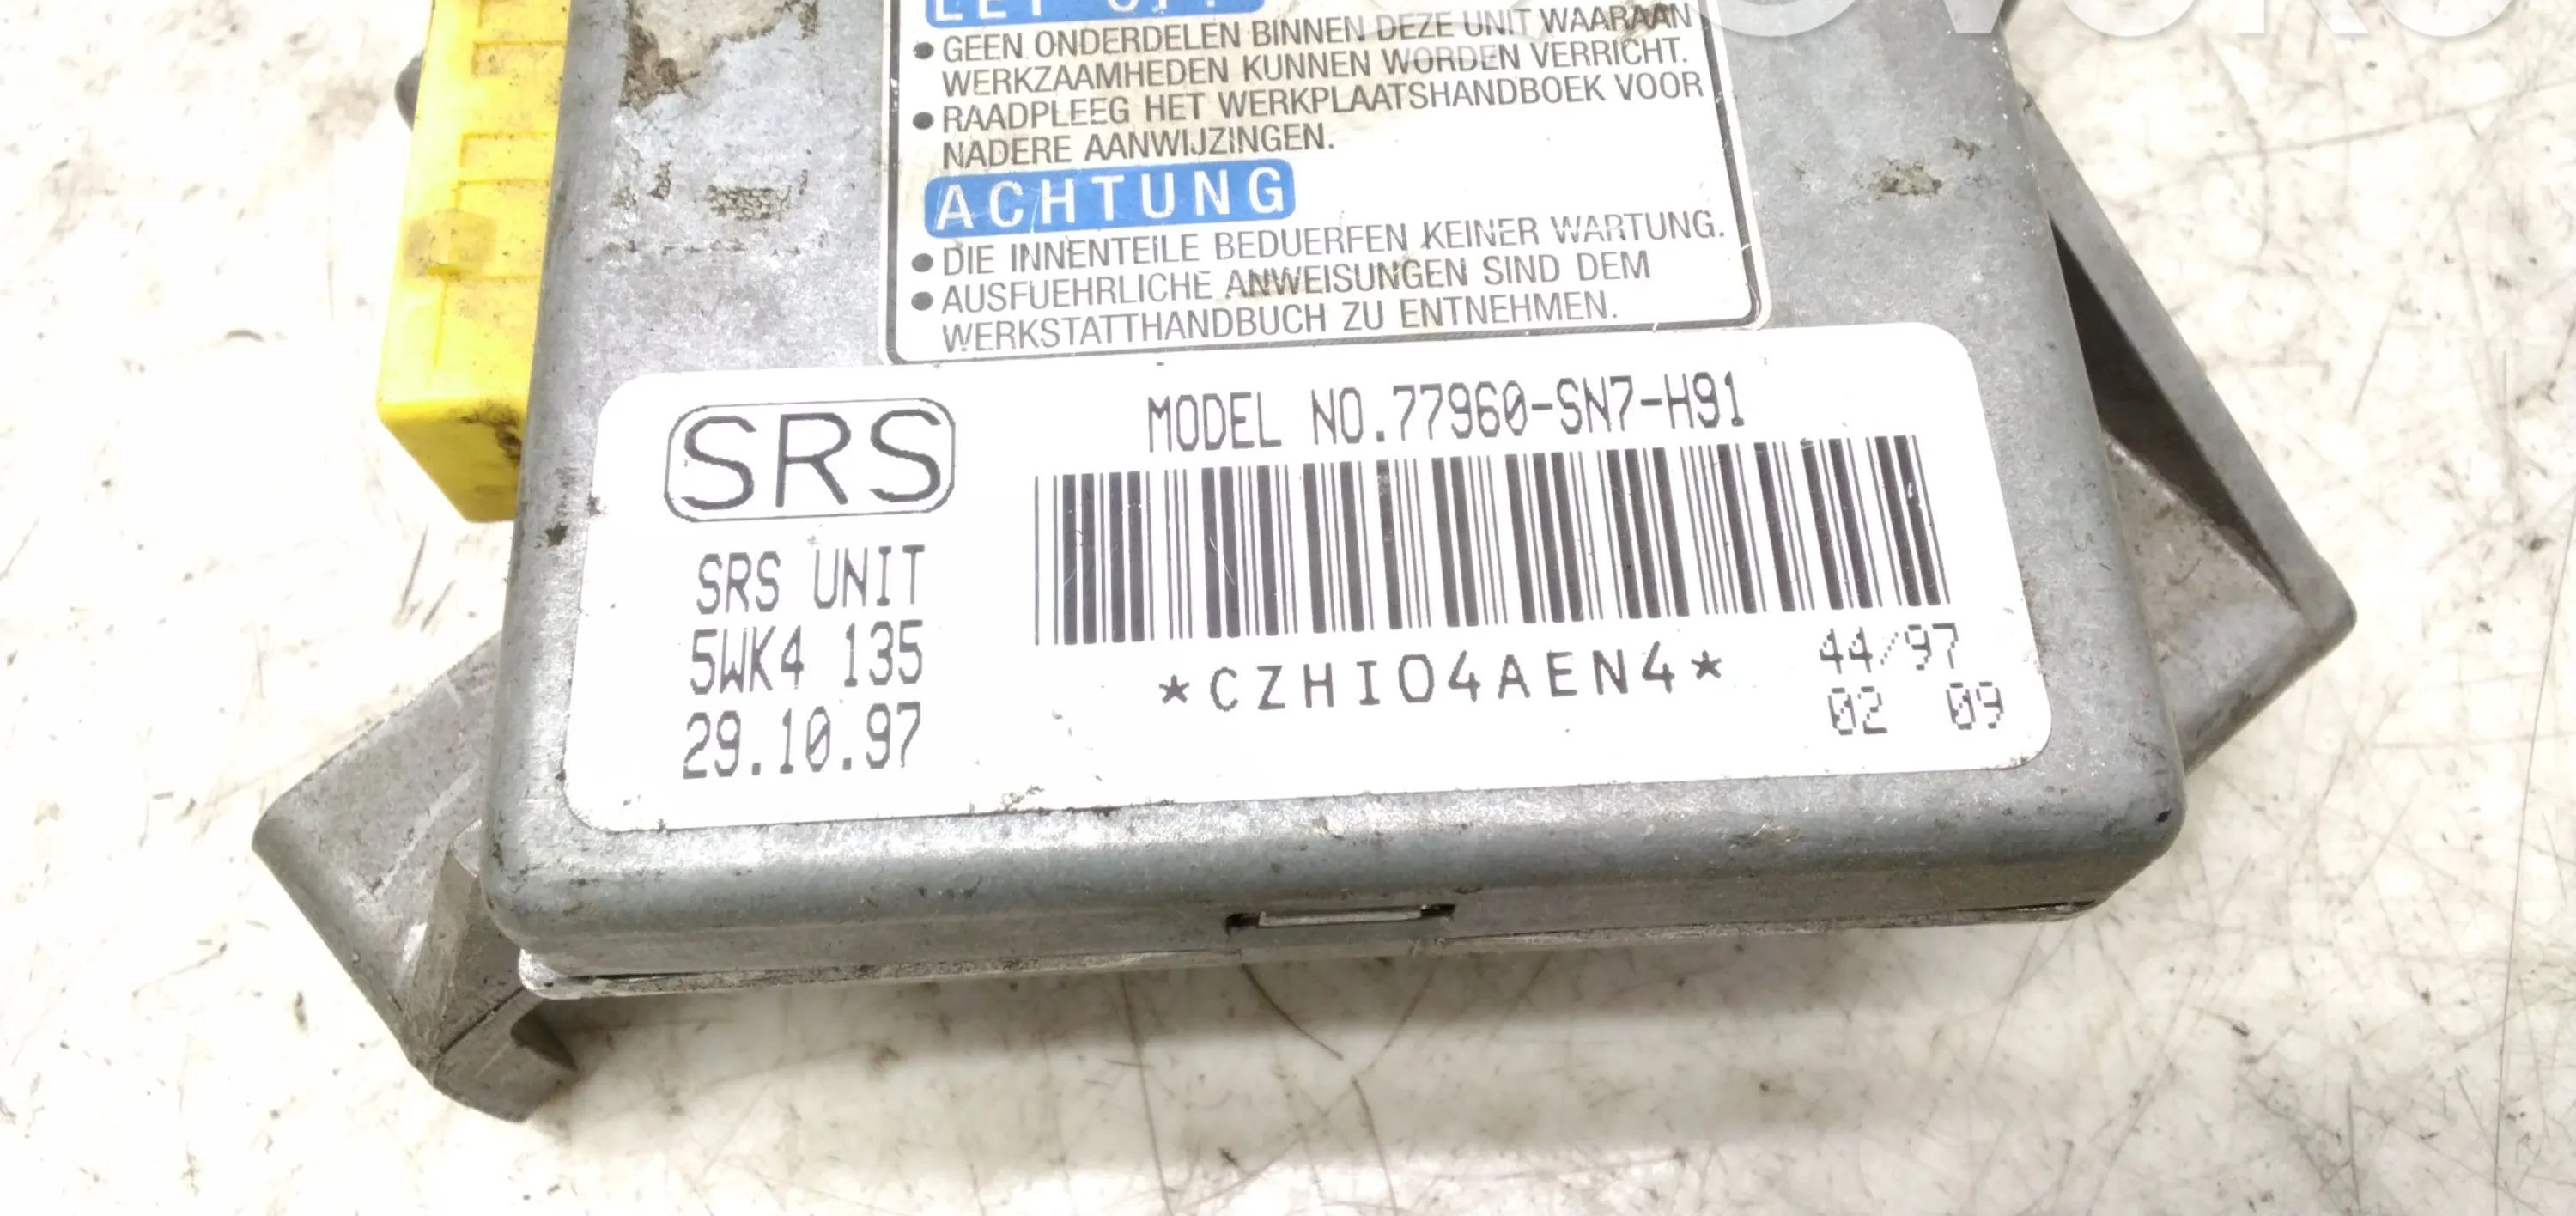 LET OP!
• GEEN ONDERDELEN BINNEN DEZE UNIT WAARAAN
WERKZAAMHEDEN KUNNEN WORDEN VERRICHT.
• RAADPLEEG HET WERKPLAATSHANDBOEK VOOR
NADERE AANWIJZINGEN.
ACHTUNG
• DIE INNENTEILE BEDUERFEN KEINER WARTUNG.
• AUSFUEHRLICHE ANWEISUNGEN SIND DEM
WERKSTATTHANDBUCH ZU ENTNEHMEN.
SRS
MODEL NO.77960-SN7-H91
SRS UNIT
5WK4 135
29.10.97
*CZHIO4AEN4*
44/97
02 09